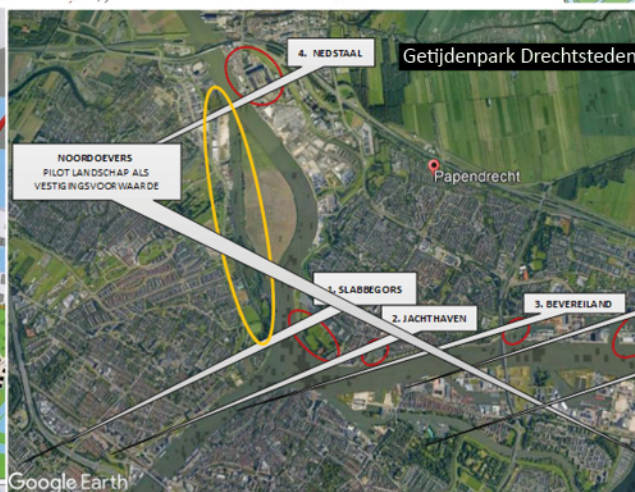 4. NEDSTAAL
Getijdenpark Drechtsteden
NOORDOEVERS
PILOT LANDSCHAP ALS
VESTIGINGSVOORWAARDE
Papendrecht
1. SLABBEGORS
2. JACHTHAVEN
3. BEVEREILAND
Google Earth